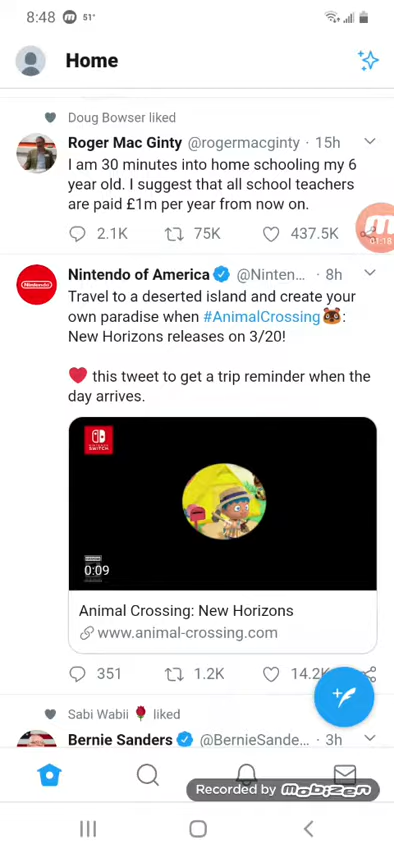 8:48 51°
Home
Doug Bowser liked
Roger Mac Ginty @rogermacginty · 15h
I am 30 minutes into home schooling my 6
year old. I suggest that all school teachers
are paid £1m per year from now on.
2.1K 75K 437.5K
01:18
Nintendo of America @Ninten... · 8h
Travel to a deserted island and create your
own paradise when #AnimalCrossing:
New Horizons releases on 3/20!
this tweet to get a trip reminder when the
day arrives.
NINTENDO
SWITCH
0:09
Animal Crossing: New Horizons
www.animal-crossing.com
351 1.2K 14.2K
Sabi Wabii 🌹 liked
Bernie Sanders @BernieSande... · 3h
Recorded by mobizen